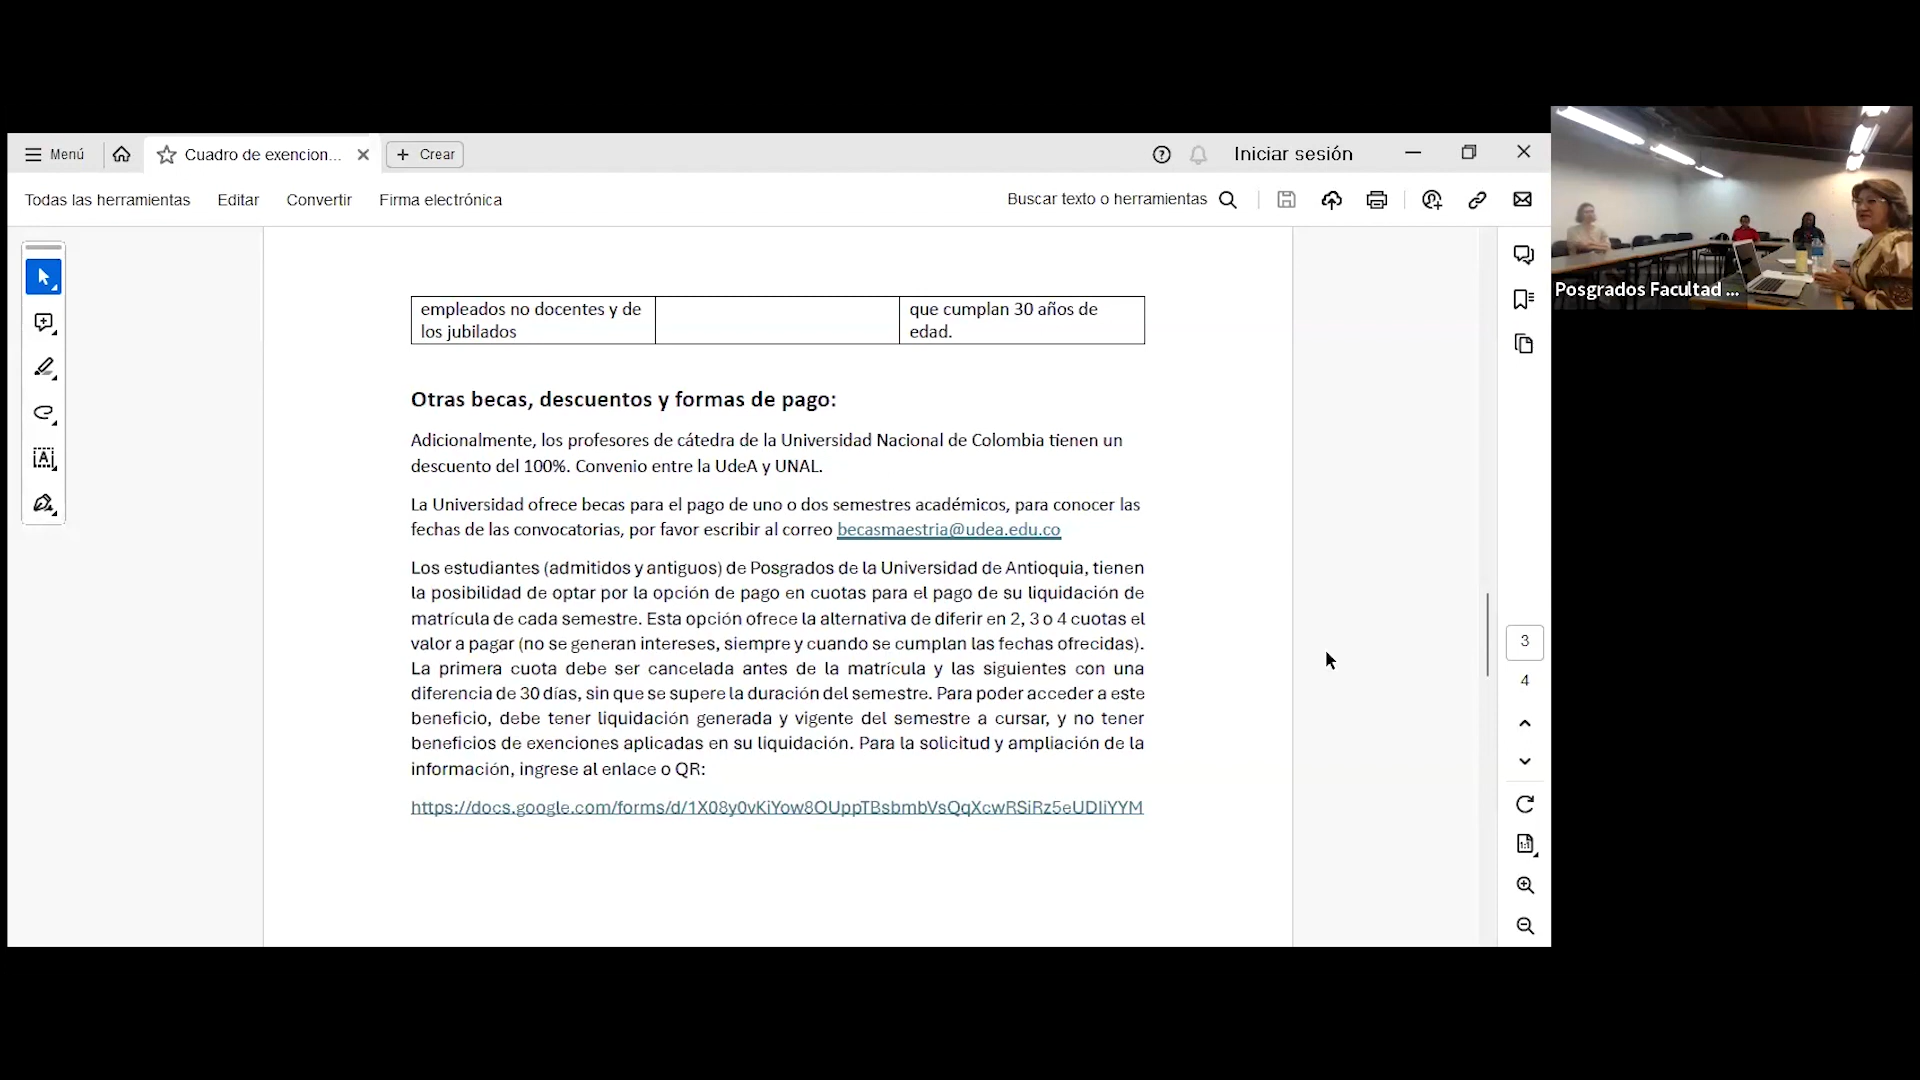 Menú
Cuadro de exencion...
Crear
Iniciar sesión
Todas las herramientas
Editar
Convertir
Firma electrónica
Buscar texto o herramientas
empleados no docentes y de
los jubilados
que cumplan 30 años de
edad.
Otras becas, descuentos y formas de pago:
Adicionalmente, los profesores de cátedra de la Universidad Nacional de Colombia tienen un
descuento del 100%. Convenio entre la UdeA y UNAL.
La Universidad ofrece becas para el pago de uno o dos semestres académicos, para conocer las
fechas de las convocatorias, por favor escribir al correo becasmaestria@udea.edu.co
Los estudiantes (admitidos y antiguos) de Posgrados de la Universidad de Antioquia, tienen
la posibilidad de optar por la opción de pago en cuotas para el pago de su liquidación de
matrícula de cada semestre. Esta opción ofrece la alternativa de diferir en 2, 3 o 4 cuotas el
valor a pagar (no se generan intereses, siempre y cuando se cumplan las fechas ofrecidas).
La primera cuota debe ser cancelada antes de la matrícula y las siguientes con una
diferencia de 30 días, sin que se supere la duración del semestre. Para poder acceder a este
beneficio, debe tener liquidación generada y vigente del semestre a cursar, y no tener
beneficios de exenciones aplicadas en su liquidación. Para la solicitud y ampliación de la
información, ingrese al enlace o QR:
https://docs.google.com/forms/d/1X08y0vKiYow8OUppTBsbmbVsQqXcwRSiRz5eUDIiYYM
3
4
Posgrados Facultad ...